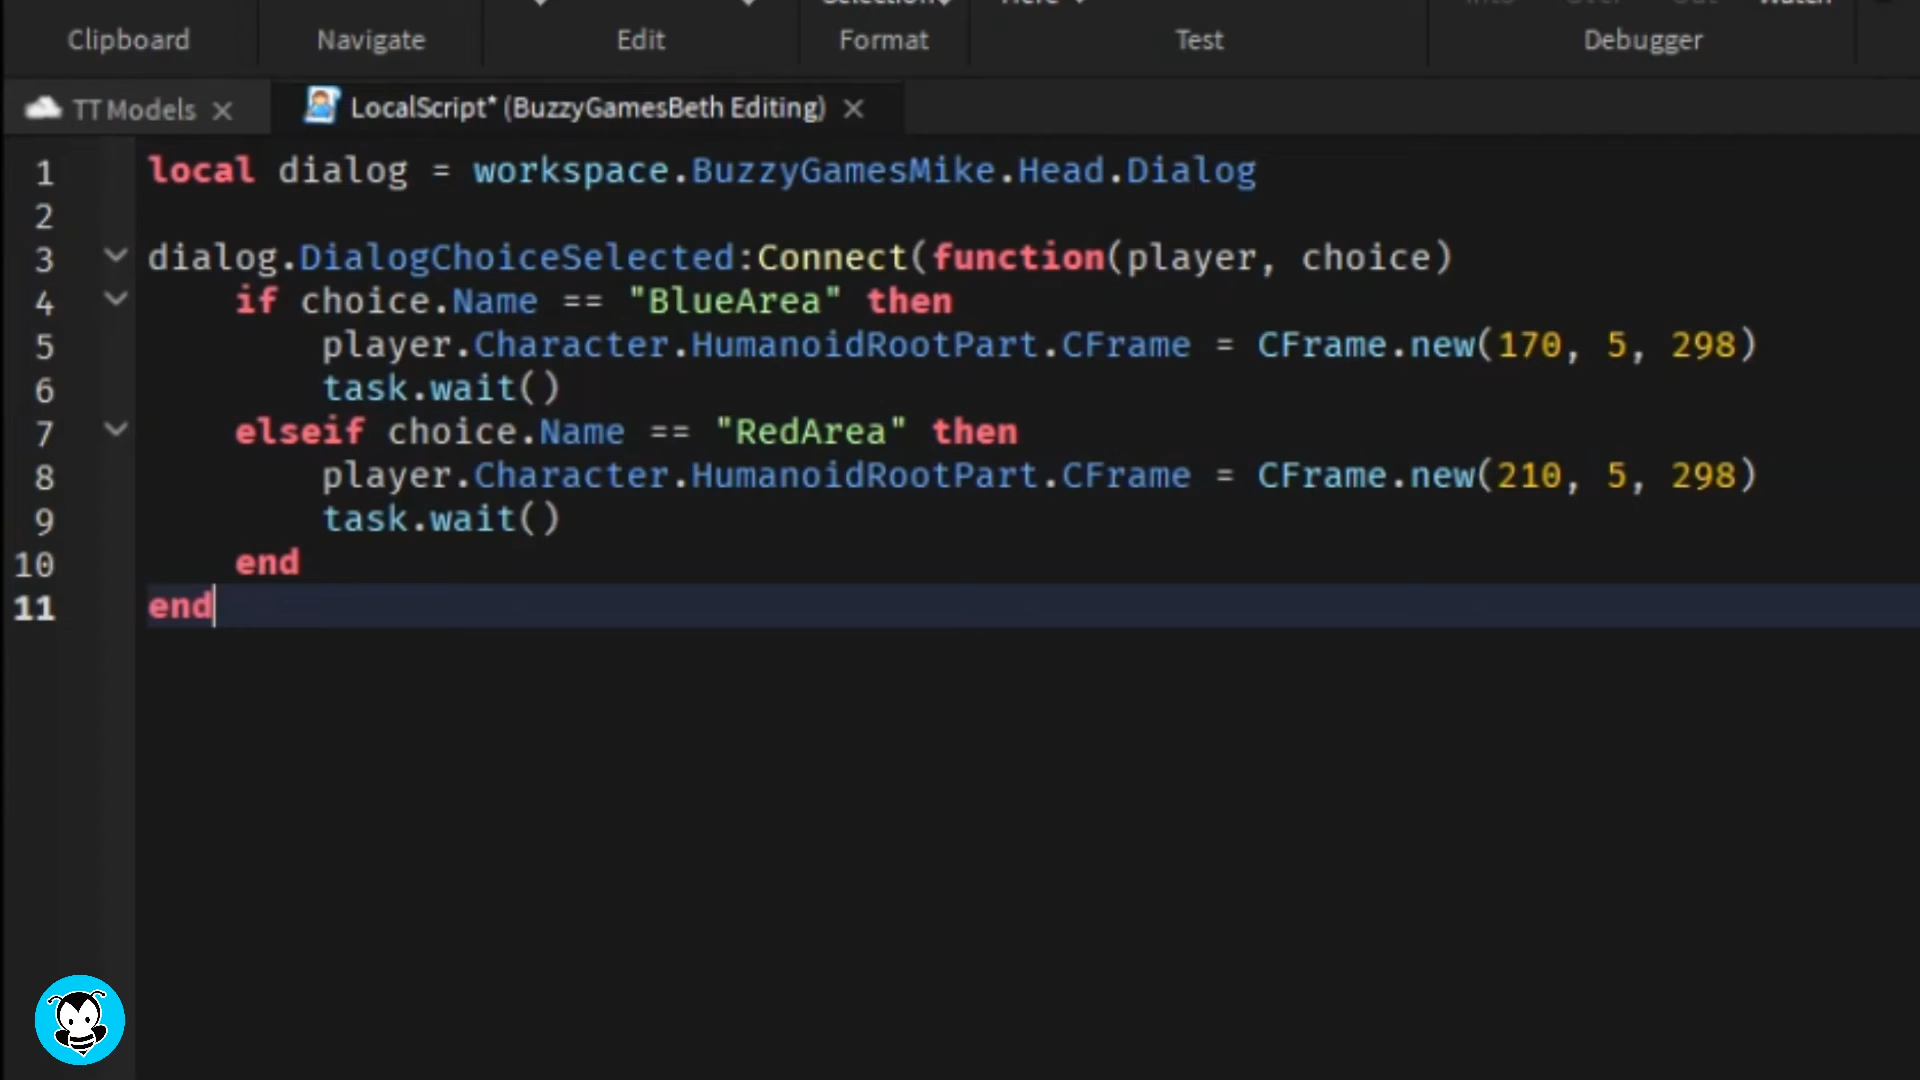 Clipboard Navigate Edit Format Test Debugger
TT Models LocalScript* (BuzzyGamesBeth Editing)
1 local dialog = workspace.BuzzyGamesMike.Head.Dialog
2
3 dialog.DialogChoiceSelected:Connect(function(player, choice)
4 if choice.Name == "BlueArea" then
5 player.Character.HumanoidRootPart.CFrame = CFrame.new(170, 5, 298)
6 task.wait()
7 elseif choice.Name == "RedArea" then
8 player.Character.HumanoidRootPart.CFrame = CFrame.new(210, 5, 298)
9 task.wait()
10 end
11 end